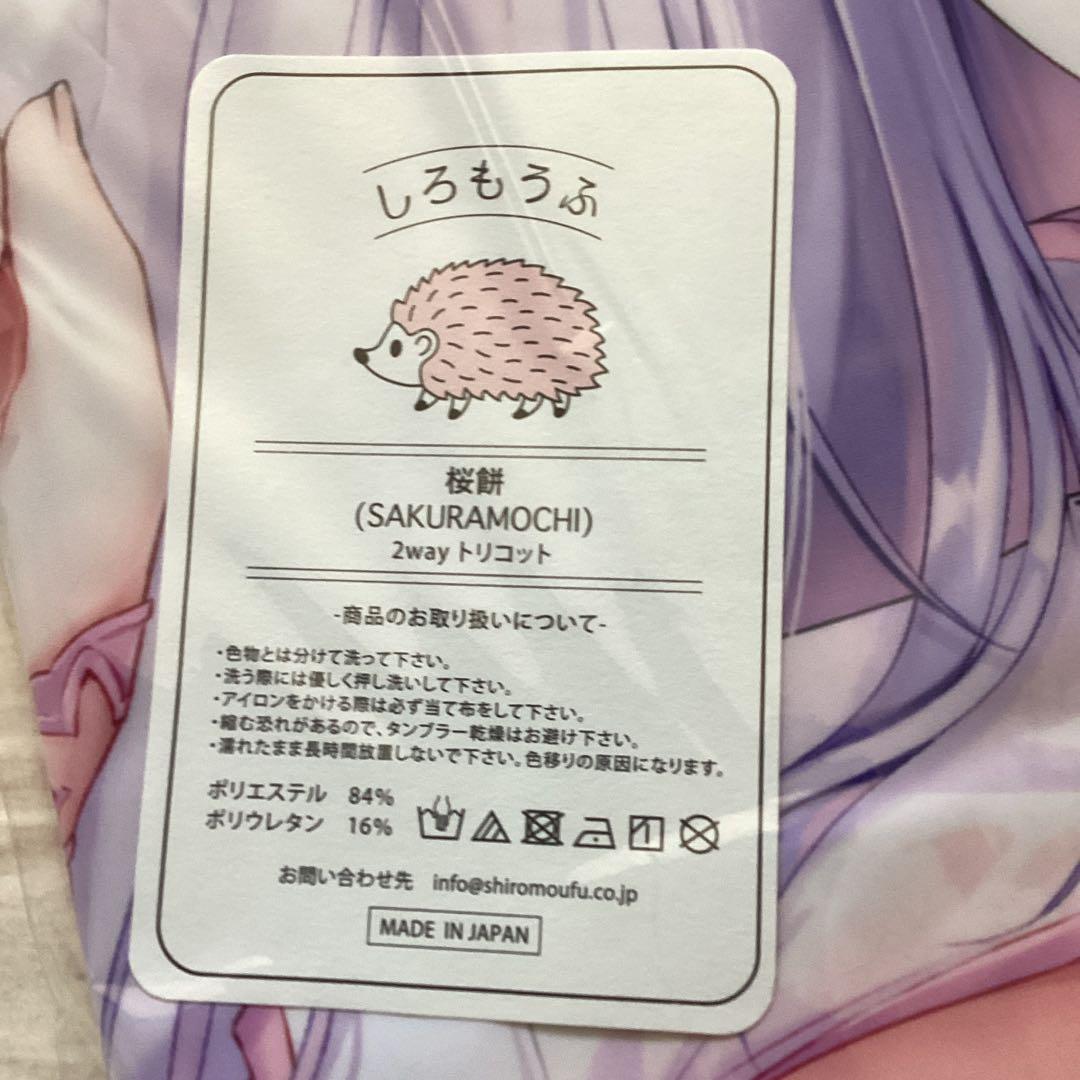 しろもうふ
桜餅
(SAKURAMOCHI)
2way トリコット
-商品のお取り扱いについて-
・色物とは分けて洗って下さい。
・洗う際には優しく押し洗いして下さい。
・アイロンをかける際は必ず当て布をして下さい。
・縮む恐れがあるので、タンブラー乾燥はお避け下さい。
・濡れたまま長時間放置しないで下さい。色移りの原因になります。
ポリエステル 84%
ポリウレタン 16%
お問い合わせ先 info@shiromoufu.co.jp
MADE IN JAPAN